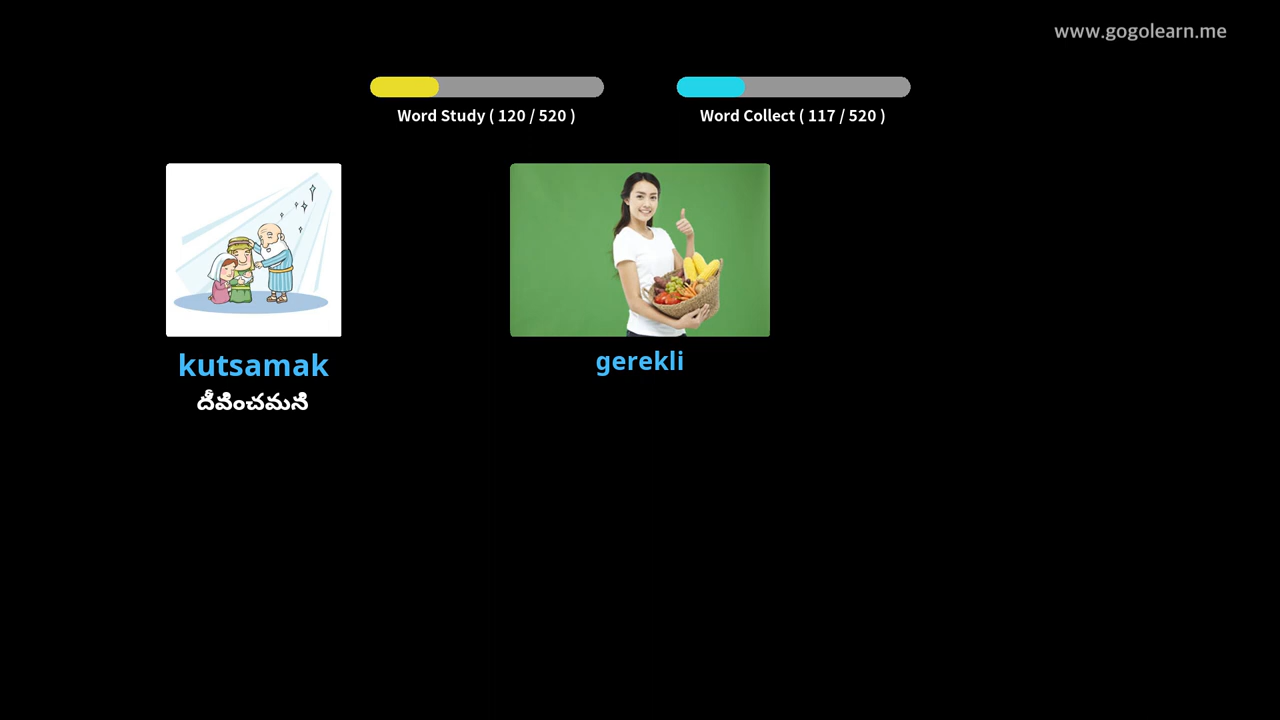 www.gogolearn.me
Word Study ( 120 / 520 )
Word Collect ( 117 / 520 )
kutsamak
దీవించమని
gerekli